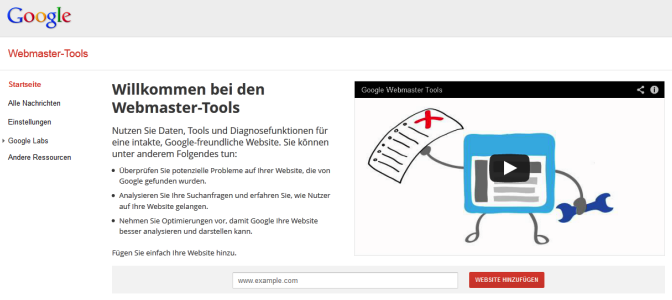 Google
Webmaster-Tools
Startseite
Alle Nachrichten
Einstellungen
Google Labs
Andere Ressourcen
Willkommen bei den
Webmaster-Tools
Nutzen Sie Daten, Tools und Diagnosefunktionen für
eine intakte, Google-freundliche Website. Sie können
unter anderem Folgendes tun:
Überprüfen Sie potenzielle Probleme auf Ihrer Website, die von
Google gefunden wurden.
Analysieren Sie Ihre Suchanfragen und erfahren Sie, wie Nutzer
auf Ihre Website gelangen.
Nehmen Sie Optimierungen vor, damit Google Ihre Website
besser analysieren und darstellen kann.
Fügen Sie einfach Ihre Website hinzu.
Google Webmaster Tools
www.example.com
WEBSITE HINZUFÜGEN